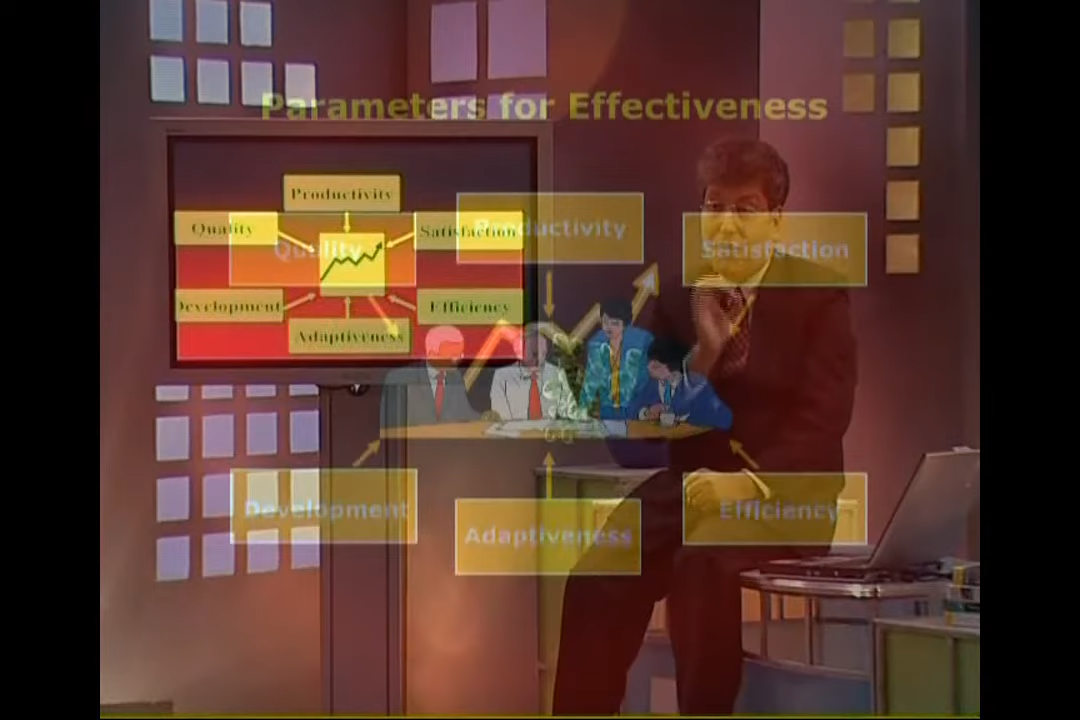 Parameters for Effectiveness
Productivity
Quality
Satisfaction
Development
Efficiency
Adaptiveness
Productivity
Quality
Satisfaction
Development
Efficiency
Adaptiveness